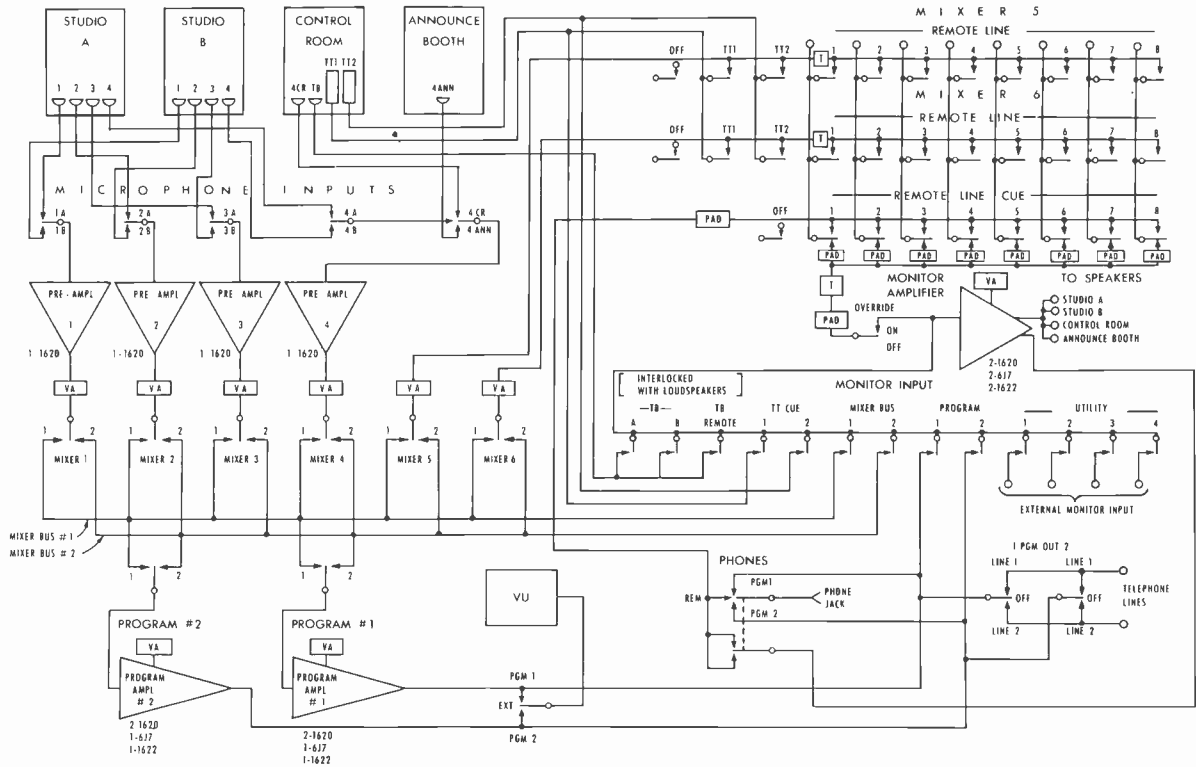 STUDIO A
STUDIO B
CONTROL ROOM
ANNOUNCE BOOTH
TT1 TT2
1 2 3 4
1 2 3 4
4CR TB
4ANN
MIXER 5
REMOTE LINE
OFF TT1 TT2 T 1 2 3 4 5 6 7 8
MIXER 6
REMOTE LINE
OFF TT1 TT2 T 1 2 3 4 5 6 7 8
REMOTE LINE CUE
PAD OFF 1 2 3 4 5 6 7 8
PAD PAD PAD PAD PAD PAD PAD PAD
MICROPHONE INPUTS
1A 1B
2A 2B
3A 3B
4A 4B
4CR 4ANN
PRE-AMPL 1
PRE AMPL 2
PRE AMPL 3
PRE AMPL 4
1 1620
1-1620
1 1620
1 1620
T
PAD
OVERRIDE
ON
OFF
MONITOR AMPLIFIER
VA
TO SPEAKERS
STUDIO A
STUDIO B
CONTROL ROOM
ANNOUNCE BOOTH
2-1620
2-6J7
2-1622
VA VA VA VA VA VA
1 2 1 2 1 2 1 2 1 2 1 2
MIXER 1 MIXER 2 MIXER 3 MIXER 4 MIXER 5 MIXER 6
[INTERLOCKED WITH LOUDSPEAKERS]
MONITOR INPUT
—TB— TB REMOTE TT CUE MIXER BUS PROGRAM UTILITY
A B 1 2 1 2 1 2 1 2 3 4
EXTERNAL MONITOR INPUT
MIXER BUS #1
MIXER BUS #2
1 2
1 2
PROGRAM #2
PROGRAM #1
VA
VA
PROGRAM AMPL #2
PROGRAM AMPL #1
2 1620
1-6J7
1-1622
2-1620
1-6J7
1-1622
VU
PGM 1
EXT
PGM 2
PHONES
PGM1
REM
PGM 2
PHONE JACK
1 PGM OUT 2
LINE 1 LINE 1
OFF OFF
LINE 2 LINE 2
TELEPHONE LINES